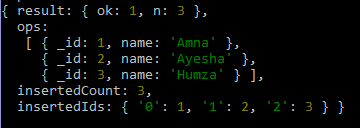 { result: { ok: 1, n: 3 },
ops:
[ { _id: 1, name: 'Amna' },
{ _id: 2, name: 'Ayesha' },
{ _id: 3, name: 'Humza' } ],
insertedCount: 3,
insertedIds: { '0': 1, '1': 2, '2': 3 } }